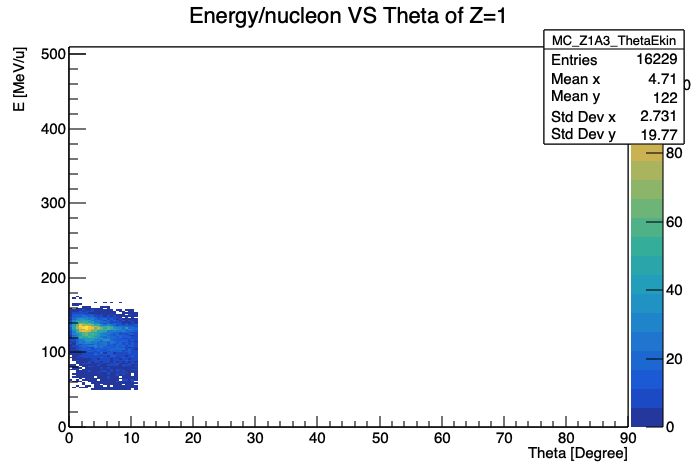 Energy/nucleon VS Theta of Z=1
MC_Z1A3_ThetaEkin
Entries 16229
Mean x 4.71
Mean y 122
Std Dev x 2.731
Std Dev y 19.77
E [MeV/u]
500
400
300
200
100
0
0 10 20 30 40 50 60 70 80 90
Theta [Degree]
0
80
60
40
20
0